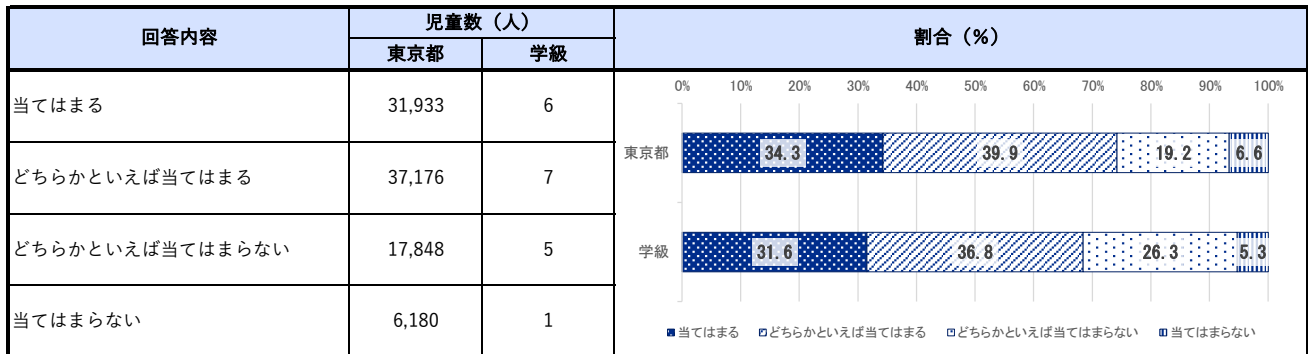 回答内容
児童数（人）
割合（％）
東京都 学級
当てはまる 31,933 6
どちらかといえば当てはまる 37,176 7
どちらかといえば当てはまらない 17,848 5
当てはまらない 6,180 1
0% 10% 20% 30% 40% 50% 60% 70% 80% 90% 100%
東京都 34.3 39.9 19.2 6.6
学級 31.6 36.8 26.3 5.3
当てはまる どちらかといえば当てはまる どちらかといえば当てはまらない 当てはまらない